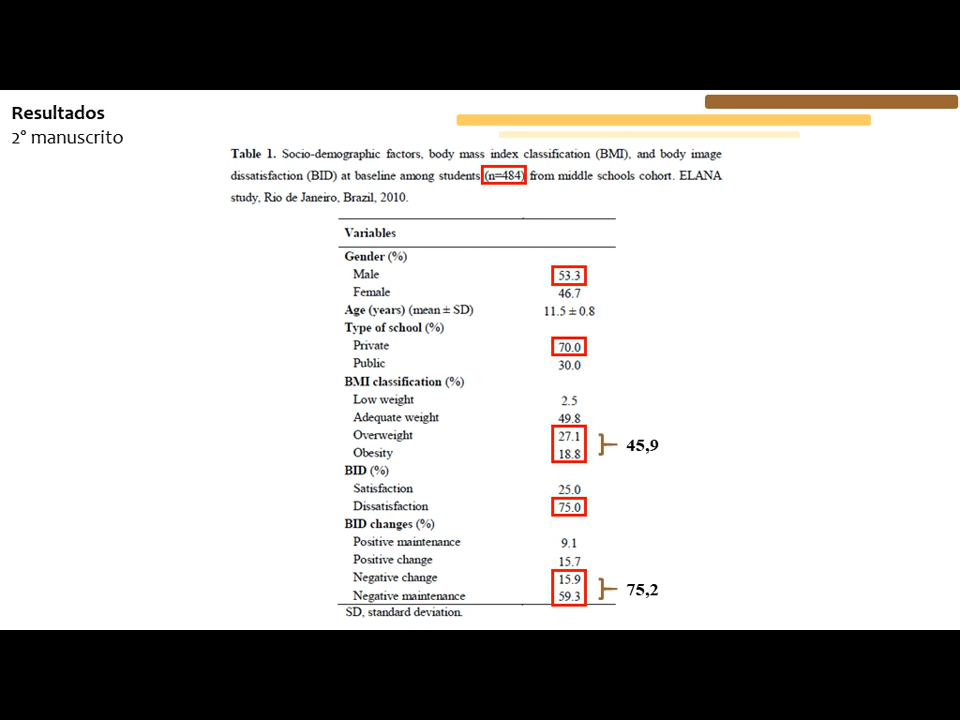 Resultados
2° manuscrito
Table 1. Socio-demographic factors, body mass index classification (BMI), and body image
dissatisfaction (BID) at baseline among students (n=484) from middle schools cohort. ELANA
study, Rio de Janeiro, Brazil, 2010.
Variables
Gender (%)
Male 53.3
Female 46.7
Age (years) (mean ± SD) 11.5 ± 0.8
Type of school (%)
Private 70.0
Public 30.0
BMI classification (%)
Low weight 2.5
Adequate weight 49.8
Overweight 27.1
Obesity 18.8
45,9
BID (%)
Satisfaction 25.0
Dissatisfaction 75.0
BID changes (%)
Positive maintenance 9.1
Positive change 15.7
Negative change 15.9
Negative maintenance 59.3
75,2
SD, standard deviation.